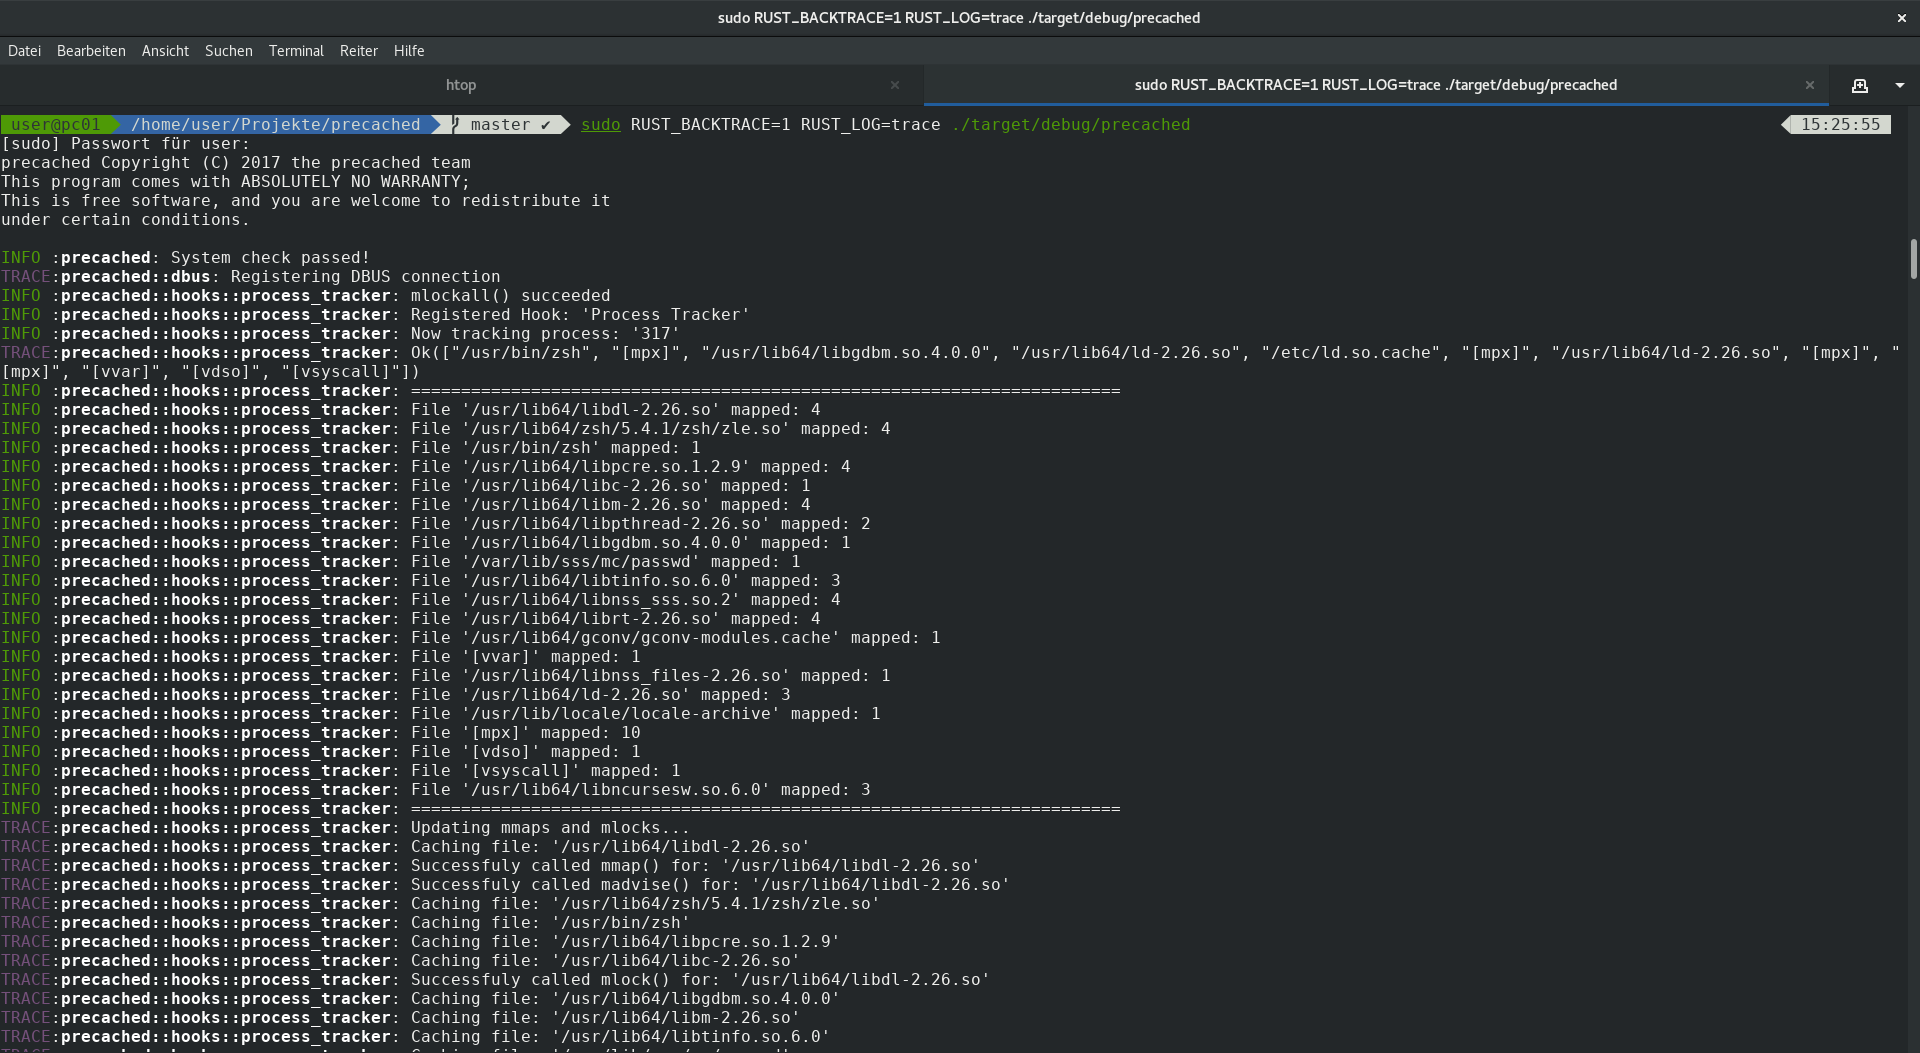 sudo RUST_BACKTRACE=1 RUST_LOG=trace ./target/debug/precached
Datei Bearbeiten Ansicht Suchen Terminal Reiter Hilfe
htop sudo RUST_BACKTRACE=1 RUST_LOG=trace ./target/debug/precached
user@pc01 /home/user/Projekte/precached master ✔ sudo RUST_BACKTRACE=1 RUST_LOG=trace ./target/debug/precached 15:25:55
[sudo] Passwort für user:
precached Copyright (C) 2017 the precached team
This program comes with ABSOLUTELY NO WARRANTY;
This is free software, and you are welcome to redistribute it
under certain conditions.
INFO :precached: System check passed!
TRACE:precached::dbus: Registering DBUS connection
INFO :precached::hooks::process_tracker: mlockall() succeeded
INFO :precached::hooks::process_tracker: Registered Hook: 'Process Tracker'
INFO :precached::hooks::process_tracker: Now tracking process: '317'
TRACE:precached::hooks::process_tracker: Ok(["/usr/bin/zsh", "[mpx]", "/usr/lib64/libgdbm.so.4.0.0", "/usr/lib64/ld-2.26.so", "/etc/ld.so.cache", "[mpx]", "/usr/lib64/ld-2.26.so", "[mpx]", "
[mpx]", "[vvar]", "[vdso]", "[vsyscall]"])
INFO :precached::hooks::process_tracker: =======================================================================
INFO :precached::hooks::process_tracker: File '/usr/lib64/libdl-2.26.so' mapped: 4
INFO :precached::hooks::process_tracker: File '/usr/lib64/zsh/5.4.1/zsh/zle.so' mapped: 4
INFO :precached::hooks::process_tracker: File '/usr/bin/zsh' mapped: 1
INFO :precached::hooks::process_tracker: File '/usr/lib64/libpcre.so.1.2.9' mapped: 4
INFO :precached::hooks::process_tracker: File '/usr/lib64/libc-2.26.so' mapped: 1
INFO :precached::hooks::process_tracker: File '/usr/lib64/libm-2.26.so' mapped: 4
INFO :precached::hooks::process_tracker: File '/usr/lib64/libpthread-2.26.so' mapped: 2
INFO :precached::hooks::process_tracker: File '/usr/lib64/libgdbm.so.4.0.0' mapped: 1
INFO :precached::hooks::process_tracker: File '/var/lib/sss/mc/passwd' mapped: 1
INFO :precached::hooks::process_tracker: File '/usr/lib64/libtinfo.so.6.0' mapped: 3
INFO :precached::hooks::process_tracker: File '/usr/lib64/libnss_sss.so.2' mapped: 4
INFO :precached::hooks::process_tracker: File '/usr/lib64/librt-2.26.so' mapped: 4
INFO :precached::hooks::process_tracker: File '/usr/lib64/gconv/gconv-modules.cache' mapped: 1
INFO :precached::hooks::process_tracker: File '[vvar]' mapped: 1
INFO :precached::hooks::process_tracker: File '/usr/lib64/libnss_files-2.26.so' mapped: 1
INFO :precached::hooks::process_tracker: File '/usr/lib64/ld-2.26.so' mapped: 3
INFO :precached::hooks::process_tracker: File '/usr/lib/locale/locale-archive' mapped: 1
INFO :precached::hooks::process_tracker: File '[mpx]' mapped: 10
INFO :precached::hooks::process_tracker: File '[vdso]' mapped: 1
INFO :precached::hooks::process_tracker: File '[vsyscall]' mapped: 1
INFO :precached::hooks::process_tracker: File '/usr/lib64/libncursesw.so.6.0' mapped: 3
INFO :precached::hooks::process_tracker: =======================================================================
TRACE:precached::hooks::process_tracker: Updating mmaps and mlocks...
TRACE:precached::hooks::process_tracker: Caching file: '/usr/lib64/libdl-2.26.so'
TRACE:precached::hooks::process_tracker: Successfuly called mmap() for: '/usr/lib64/libdl-2.26.so'
TRACE:precached::hooks::process_tracker: Successfuly called madvise() for: '/usr/lib64/libdl-2.26.so'
TRACE:precached::hooks::process_tracker: Caching file: '/usr/lib64/zsh/5.4.1/zsh/zle.so'
TRACE:precached::hooks::process_tracker: Caching file: '/usr/bin/zsh'
TRACE:precached::hooks::process_tracker: Caching file: '/usr/lib64/libpcre.so.1.2.9'
TRACE:precached::hooks::process_tracker: Caching file: '/usr/lib64/libc-2.26.so'
TRACE:precached::hooks::process_tracker: Successfuly called mlock() for: '/usr/lib64/libdl-2.26.so'
TRACE:precached::hooks::process_tracker: Caching file: '/usr/lib64/libgdbm.so.4.0.0'
TRACE:precached::hooks::process_tracker: Caching file: '/usr/lib64/libm-2.26.so'
TRACE:precached::hooks::process_tracker: Caching file: '/usr/lib64/libtinfo.so.6.0'